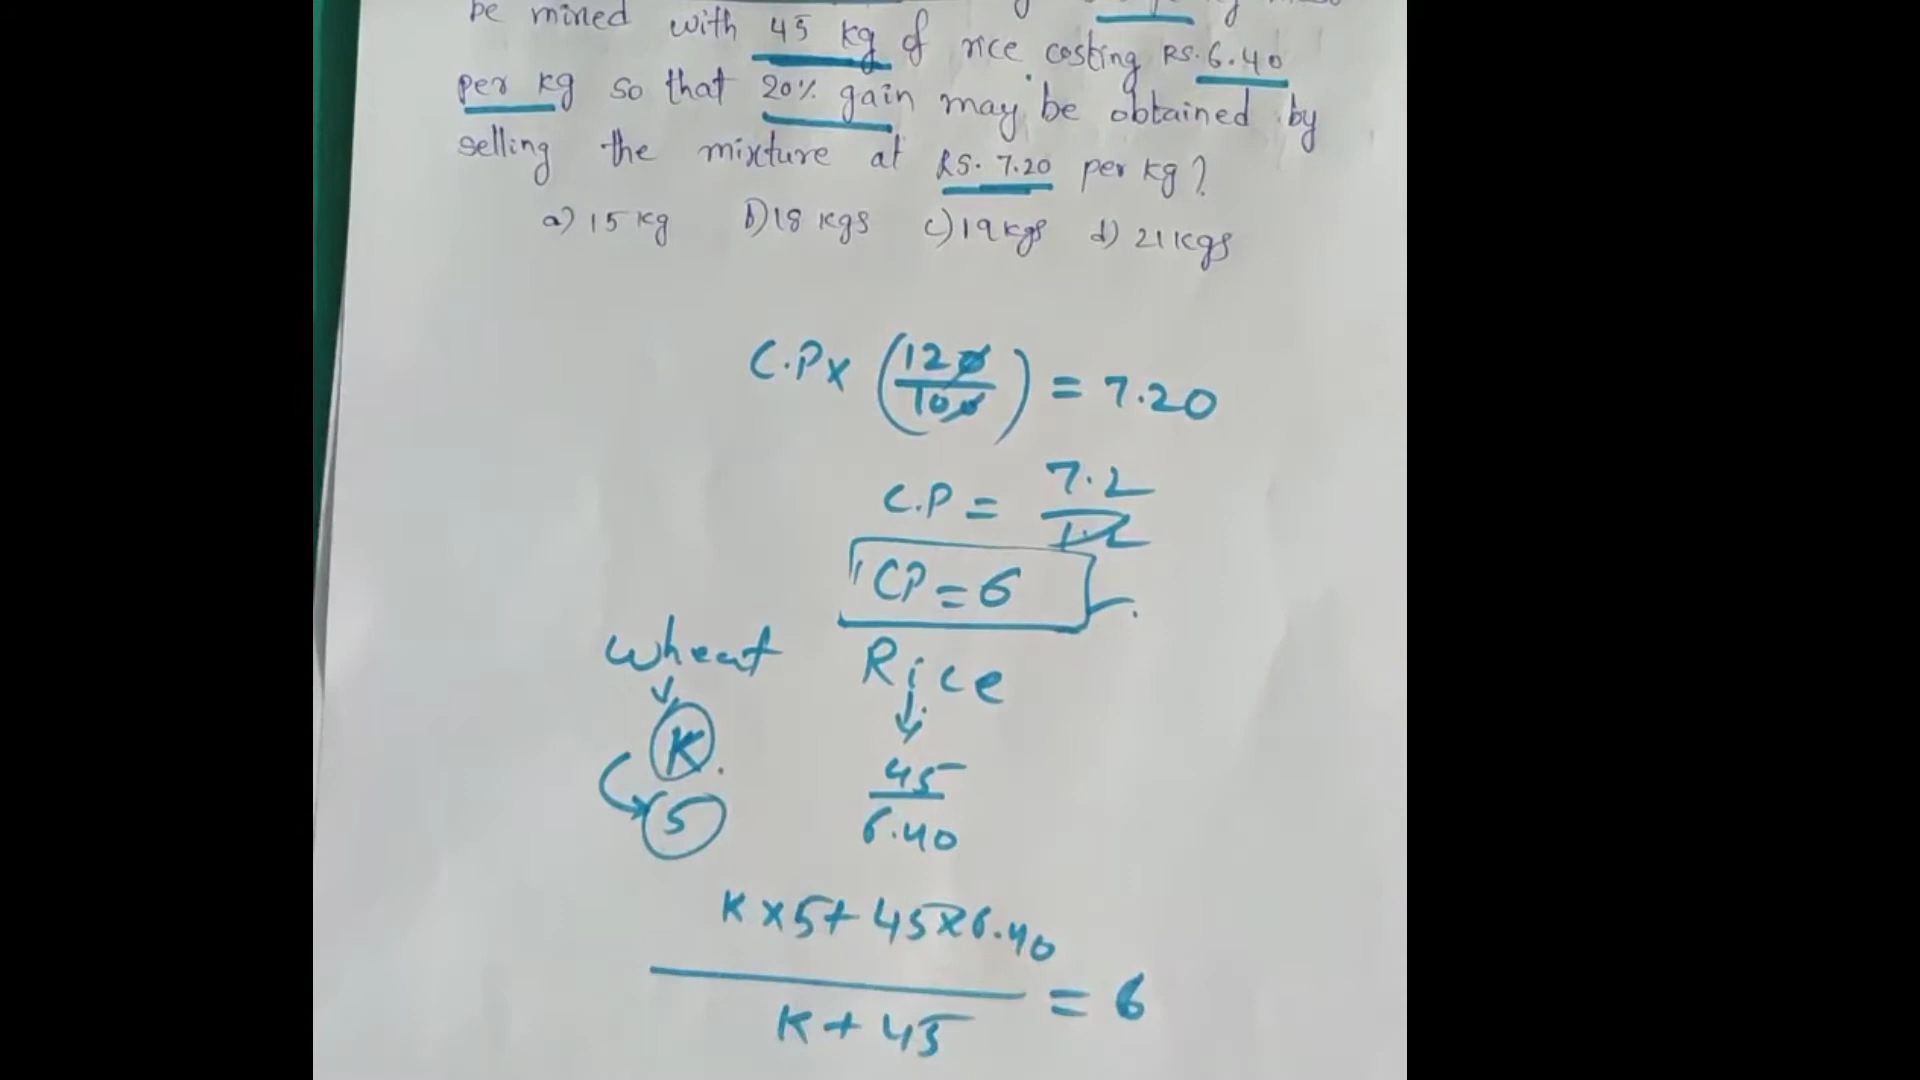 be mixed with 45 kg of rice costing Rs. 6.40
per kg so that 20% gain may be obtained by
selling the mixture at RS. 7.20 per kg?
a) 15 kg b) 18 kgs c) 19 kgs d) 21 kgs
C.P x (120/100) = 7.20
C.P = 7.2/1.2
CP = 6
Wheat Rice
K 45
5 6.40
K x 5 + 45 x 6.40
K + 45 = 6